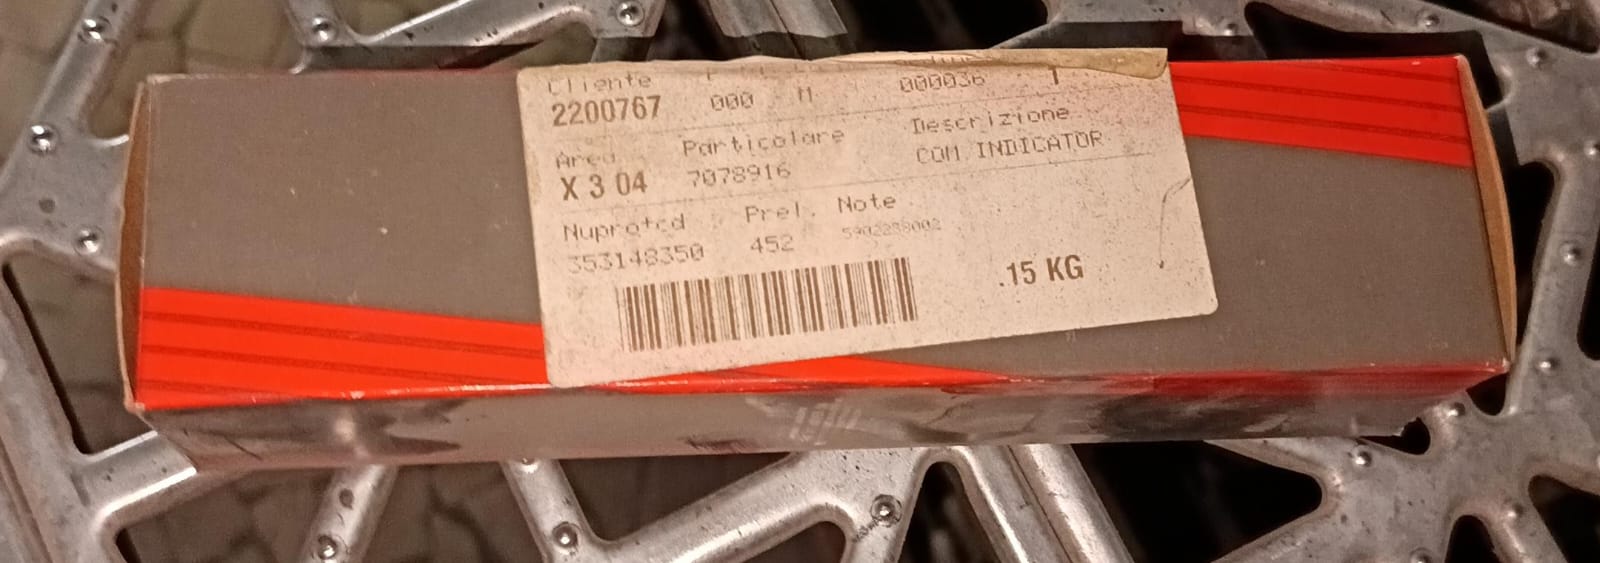 Cliente
2200767 000 M 000036 1
Area Particolare Descrizione
X 3 04 7078916 COM.INDICATOR
Nuprotcd Prel. Note
353148350 452
.15 KG